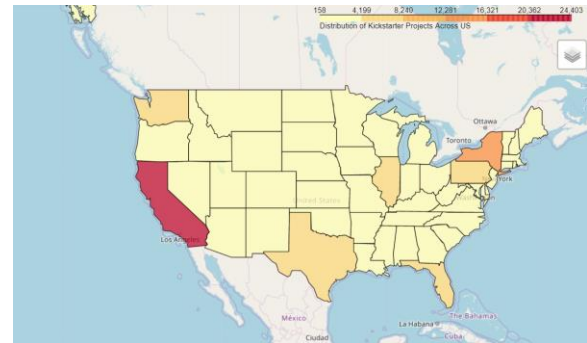 158 4,199 8,240 12,281 16,321 20,362 24,403
Distribution of Kickstarter Projects Across US
Ottawa
Toronto
York
United States
Los Angeles
México
Ciudad
La Habana
Cuba
The Bahamas